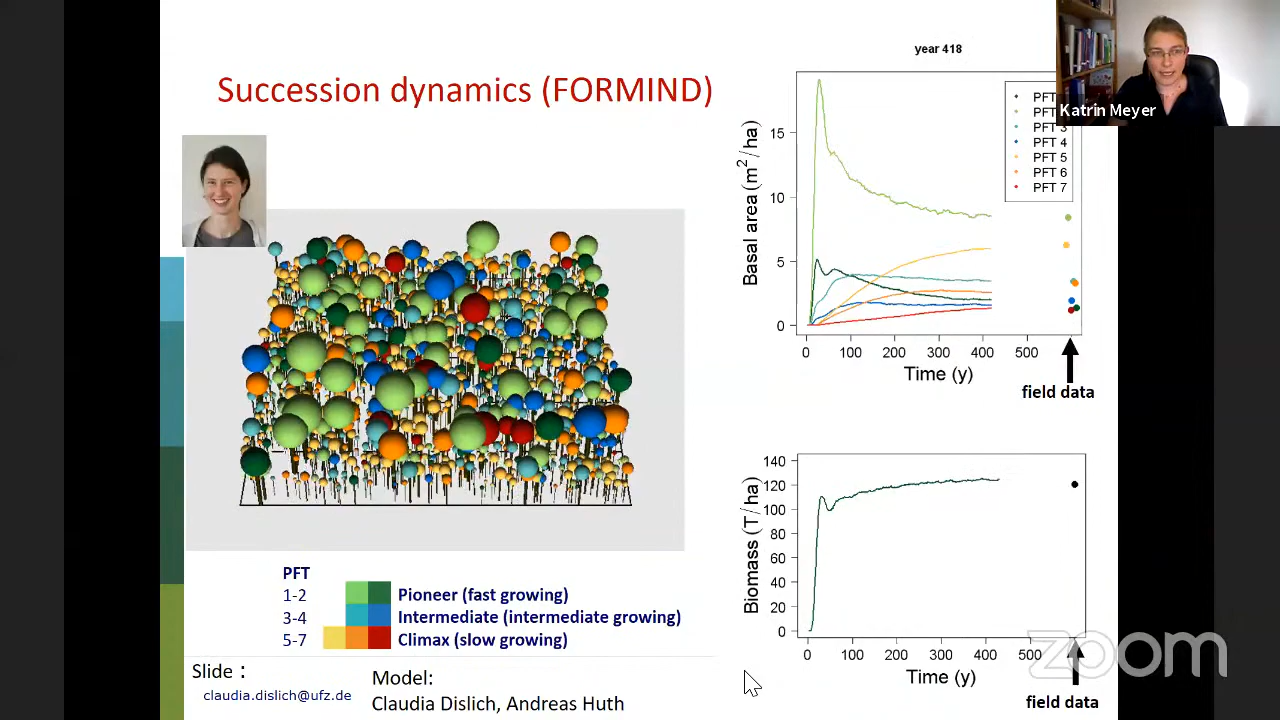 Succession dynamics (FORMIND)
year 418
Basal area (m²/ha)
15
10
5
0
PFT
PFT
PFT 3
PFT 4
PFT 5
PFT 6
PFT 7
Katrin Meyer
0 100 200 300 400 500
Time (y)
field data
Biomass (T/ha)
140
120
100
80
60
40
20
0
0 100 200 300 400 500
Time (y)
field data
PFT
1-2 Pioneer (fast growing)
3-4 Intermediate (intermediate growing)
5-7 Climax (slow growing)
Slide :
claudia.dislich@ufz.de
Model:
Claudia Dislich, Andreas Huth
zoom